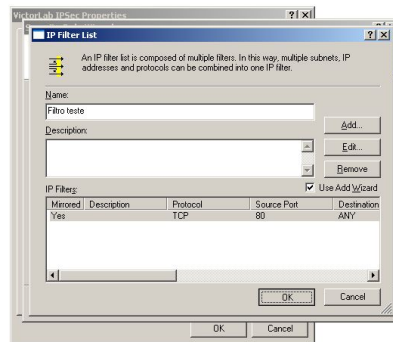 VictorLab IPSec Properties
IP Filter List
An IP filter list is composed of multiple filters. In this way, multiple subnets, IP
addresses and protocols can be combined into one IP filter.
Name:
Filtro teste
Add...
Description:
Edit...
Remove
IP Filters:
Use Add Wizard
Mirrored Description Protocol Source Port Destination
Yes TCP 80 ANY
OK Cancel
OK Cancel